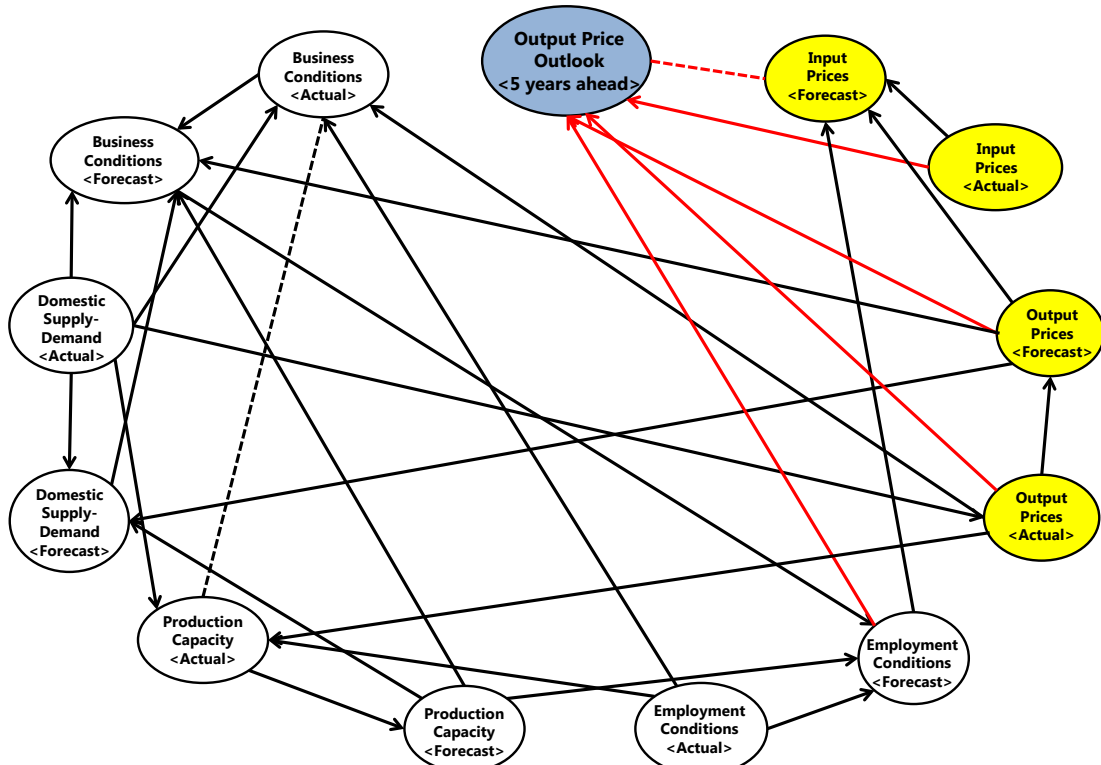 Output Price
Outlook
<5 years ahead>
Business
Conditions
<Actual>
Input
Prices
<Forecast>
Business
Conditions
<Forecast>
Input
Prices
<Actual>
Domestic
Supply-
Demand
<Actual>
Output
Prices
<Forecast>
Domestic
Supply-
Demand
<Forecast>
Output
Prices
<Actual>
Production
Capacity
<Actual>
Employment
Conditions
<Forecast>
Production
Capacity
<Forecast>
Employment
Conditions
<Actual>